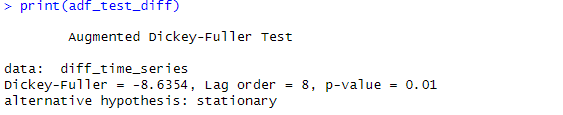 > print(adf_test_diff)
Augmented Dickey-Fuller Test
data:  diff_time_series
Dickey-Fuller = -8.6354, Lag order = 8, p-value = 0.01
alternative hypothesis: stationary